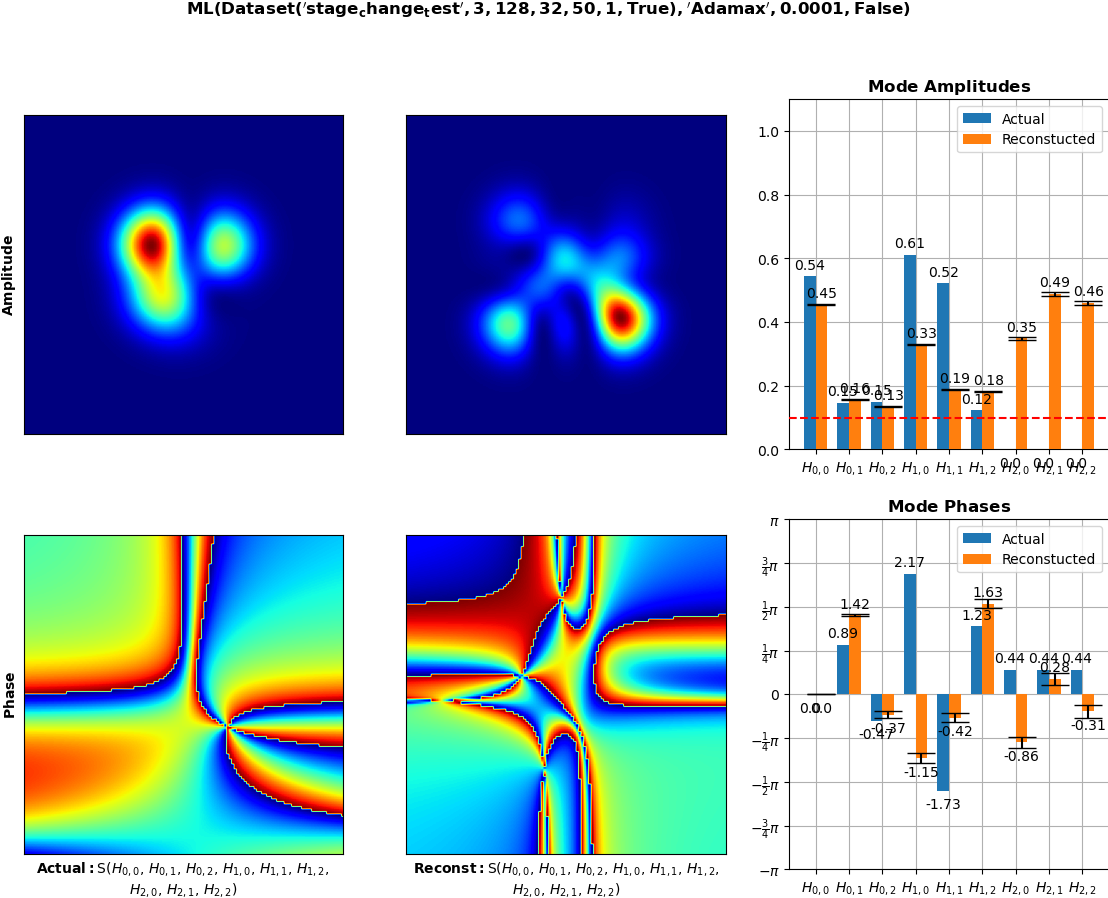 ML(Dataset('stage_change_test', 3, 128, 32, 50, 1, True), 'Adamax', 0.0001, False)
Amplitude
Mode Amplitudes
Actual
Reconstucted
1.0
0.8
0.6
0.4
0.2
0.0
0.54
0.45
0.15
0.16
0.15
0.13
0.61
0.33
0.52
0.19
0.12
0.18
0.0
0.35
0.0
0.49
0.0
0.46
H0,0 H0,1 H0,2 H1,0 H1,1 H1,2 H2,0 H2,1 H2,2
Phase
Mode Phases
Actual
Reconstucted
π
3/4π
1/2π
1/4π
0
−1/4π
−1/2π
−3/4π
−π
0.0
0.0
0.89
1.42
-0.47
-0.37
2.17
-1.15
-1.73
-0.42
1.23
1.63
0.44
-0.86
0.44
0.28
0.44
-0.31
H0,0 H0,1 H0,2 H1,0 H1,1 H1,2 H2,0 H2,1 H2,2
Actual: S(H0,0, H0,1, H0,2, H1,0, H1,1, H1,2,
H2,0, H2,1, H2,2)
Reconst: S(H0,0, H0,1, H0,2, H1,0, H1,1, H1,2,
H2,0, H2,1, H2,2)